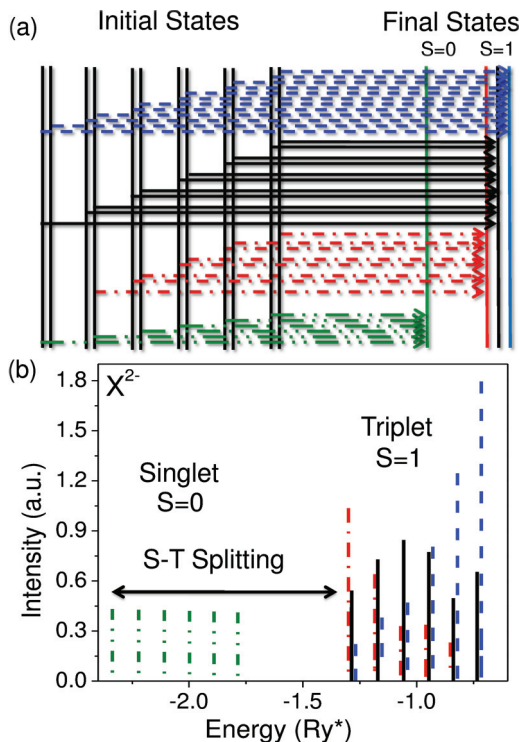 (a) Initial States Final States
S=0 S=1
(b)
X²⁻
Singlet
S=0
Triplet
S=1
S-T Splitting
Intensity (a.u.)
1.8
1.5
1.2
0.9
0.6
0.3
0.0
-2.0 -1.5 -1.0
Energy (Ry*)